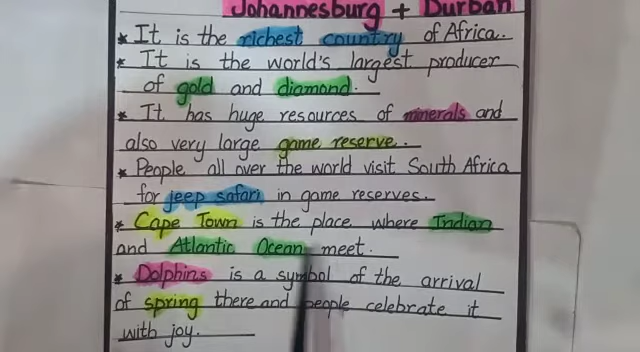 Johannesburg + Durban
* It is the richest country of Africa.
* It is the world's largest producer
of gold and diamond.
* It has huge resources of minerals and
also very large game reserve.
* People all over the world visit South Africa
for jeep safari in game reserves.
* Cape Town is the place where Indian
and Atlantic Ocean meet.
* Dolphins is a symbol of the arrival
of spring there and people celebrate it
with joy.